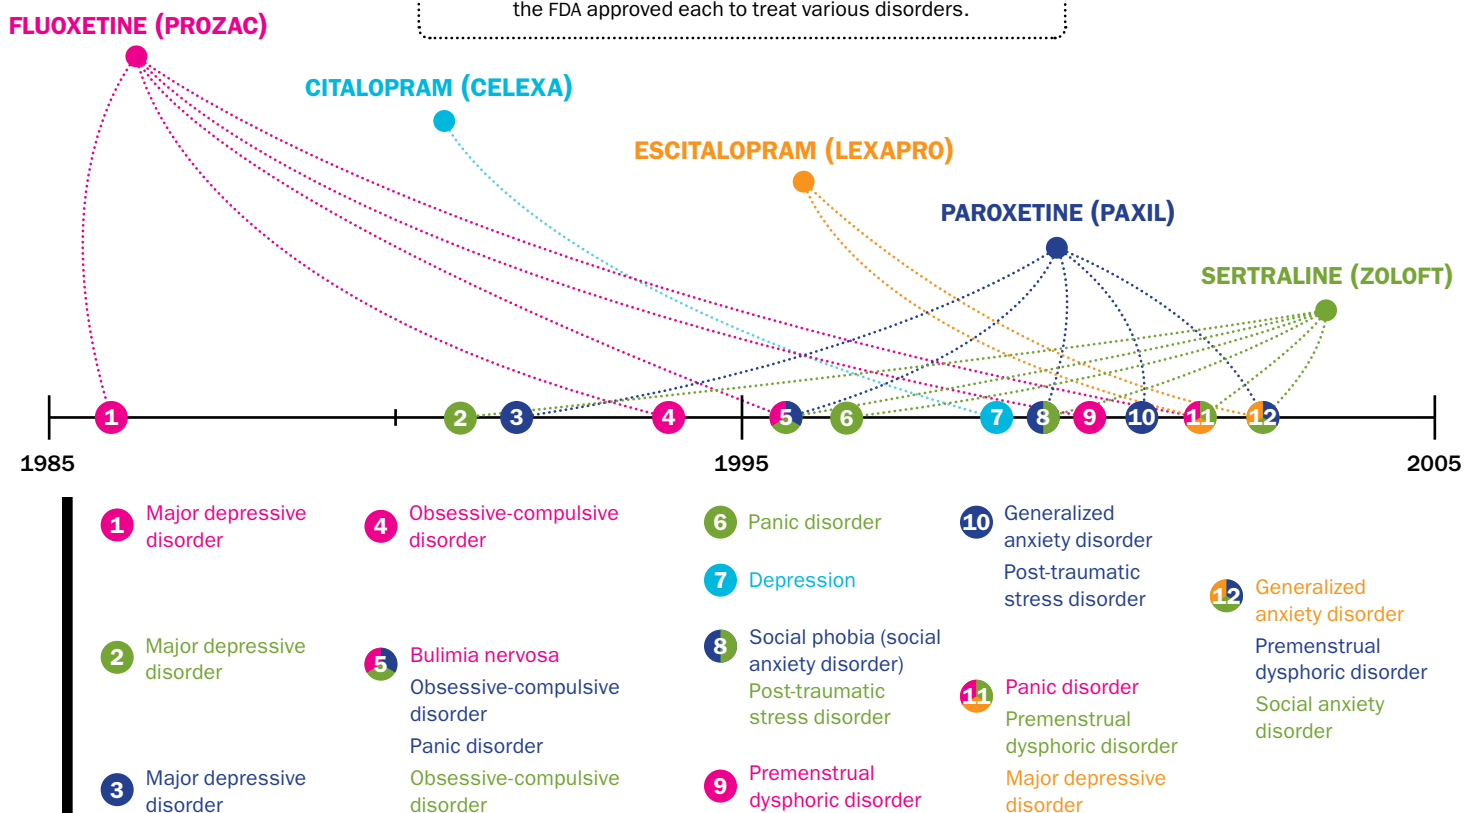 the FDA approved each to treat various disorders.
FLUOXETINE (PROZAC)
CITALOPRAM (CELEXA)
ESCITALOPRAM (LEXAPRO)
PAROXETINE (PAXIL)
SERTRALINE (ZOLOFT)
1
2
3
4
5
6
7
8
9
10
11
12
1985
1995
2005
1
Major depressive
disorder
2
Major depressive
disorder
3
Major depressive
disorder
4
Obsessive-compulsive
disorder
5
Bulimia nervosa
Obsessive-compulsive
disorder
Panic disorder
Obsessive-compulsive
disorder
6
Panic disorder
7
Depression
8
Social phobia (social
anxiety disorder)
Post-traumatic
stress disorder
9
Premenstrual
dysphoric disorder
10
Generalized
anxiety disorder
Post-traumatic
stress disorder
11
Panic disorder
Premenstrual
dysphoric disorder
Major depressive
disorder
12
Generalized
anxiety disorder
Premenstrual
dysphoric disorder
Social anxiety
disorder